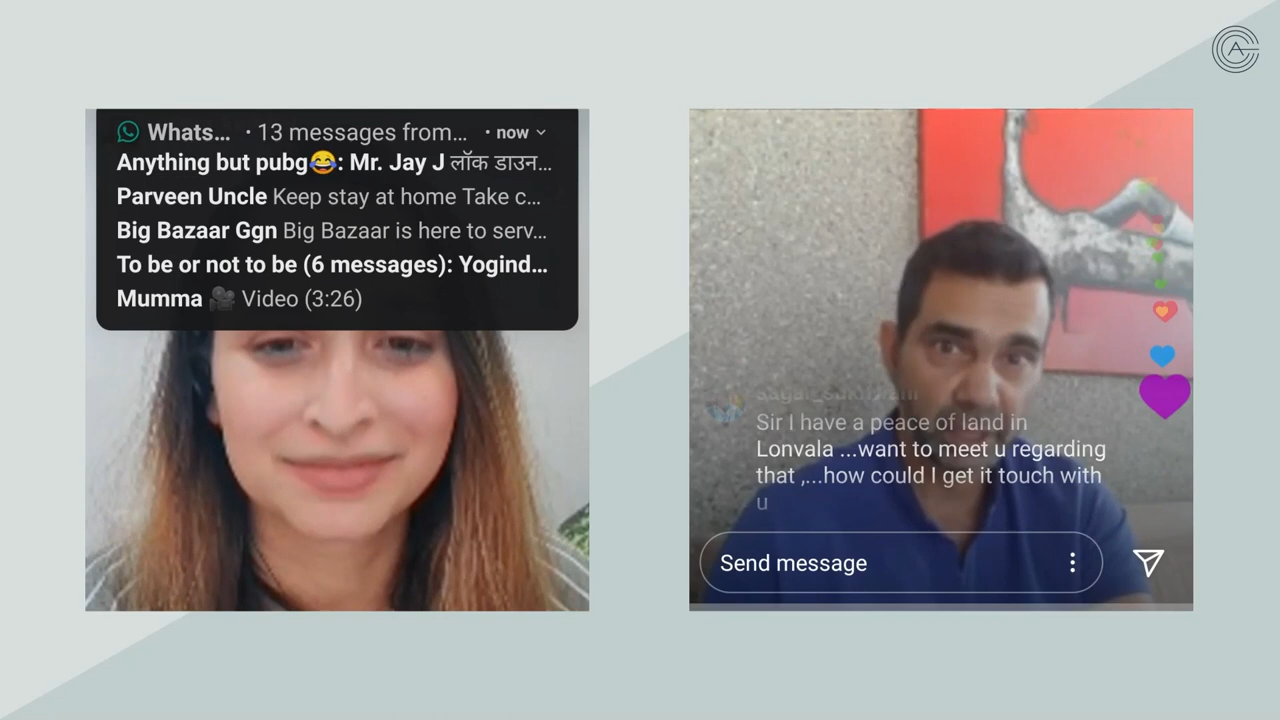 Whats... • 13 messages from... • now
Anything but pubg😂: Mr. Jay J लॉक डाउन...
Parveen Uncle Keep stay at home Take c...
Big Bazaar Ggn Big Bazaar is here to serv...
To be or not to be (6 messages): Yogind...
Mumma 🎥 Video (3:26)
Sir I have a peace of land in
Lonvala ...want to meet u regarding
that ,...how could I get it touch with
u
Send message